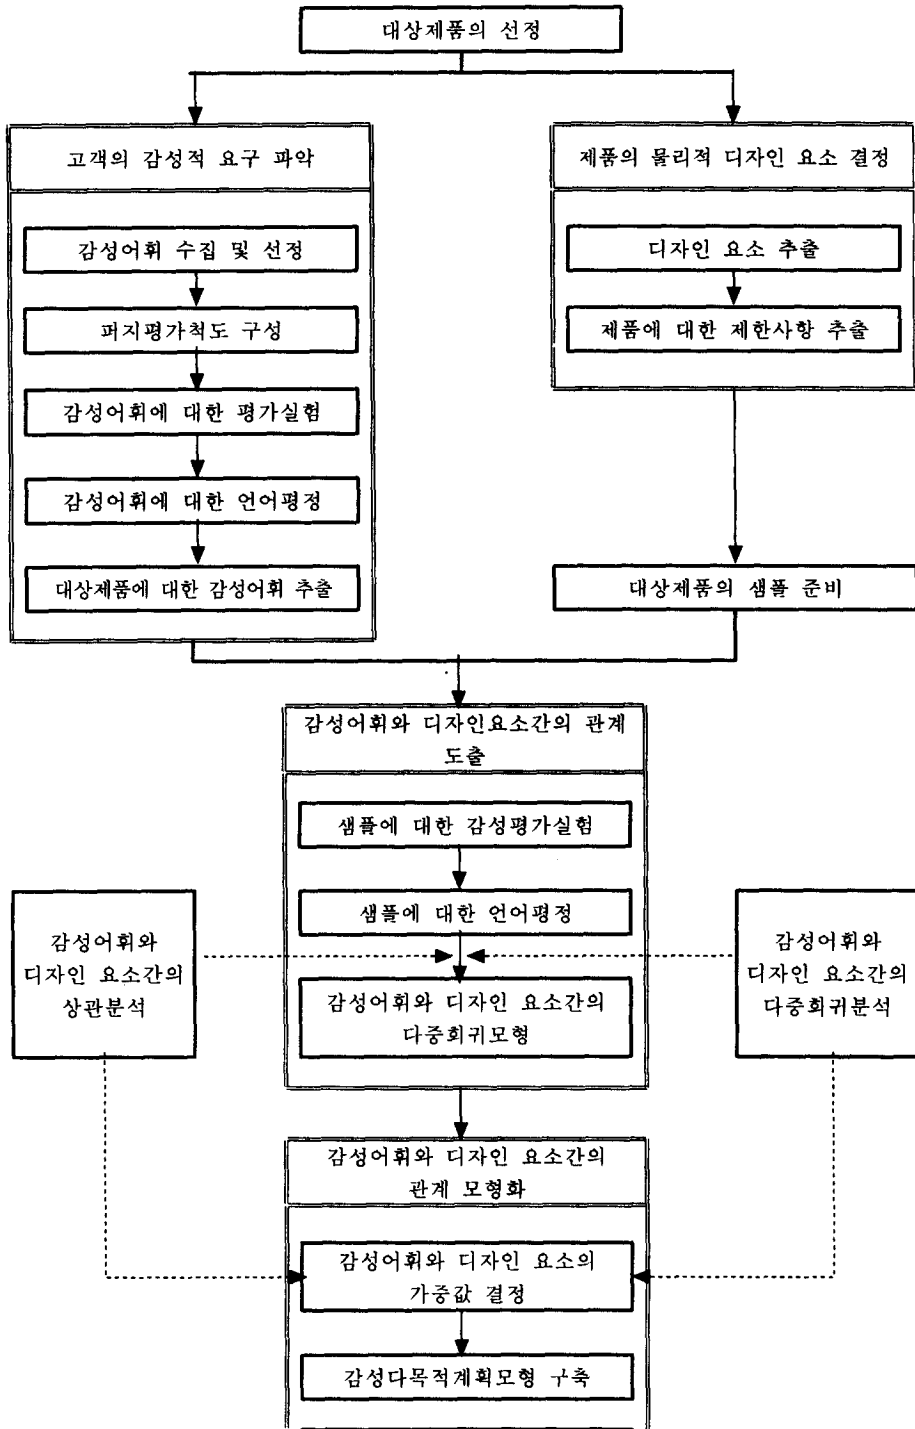 대상제품의 선정
고객의 감성적 요구 파악
감성어휘 수집 및 선정
퍼지평가척도 구성
감성어휘에 대한 평가실험
감성어휘에 대한 언어평정
대상제품에 대한 감성어휘 추출
제품의 물리적 디자인 요소 결정
디자인 요소 추출
제품에 대한 제한사항 추출
대상제품의 샘플 준비
감성어휘와 디자인요소간의 관계
도출
샘플에 대한 감성평가실험
샘플에 대한 언어평정
감성어휘와 디자인 요소간의
다중회귀모형
감성어휘와
디자인 요소간의
상관분석
감성어휘와
디자인 요소간의
다중회귀분석
감성어휘와 디자인 요소간의
관계 모형화
감성어휘와 디자인 요소의
가중값 결정
감성다목적계획모형 구축